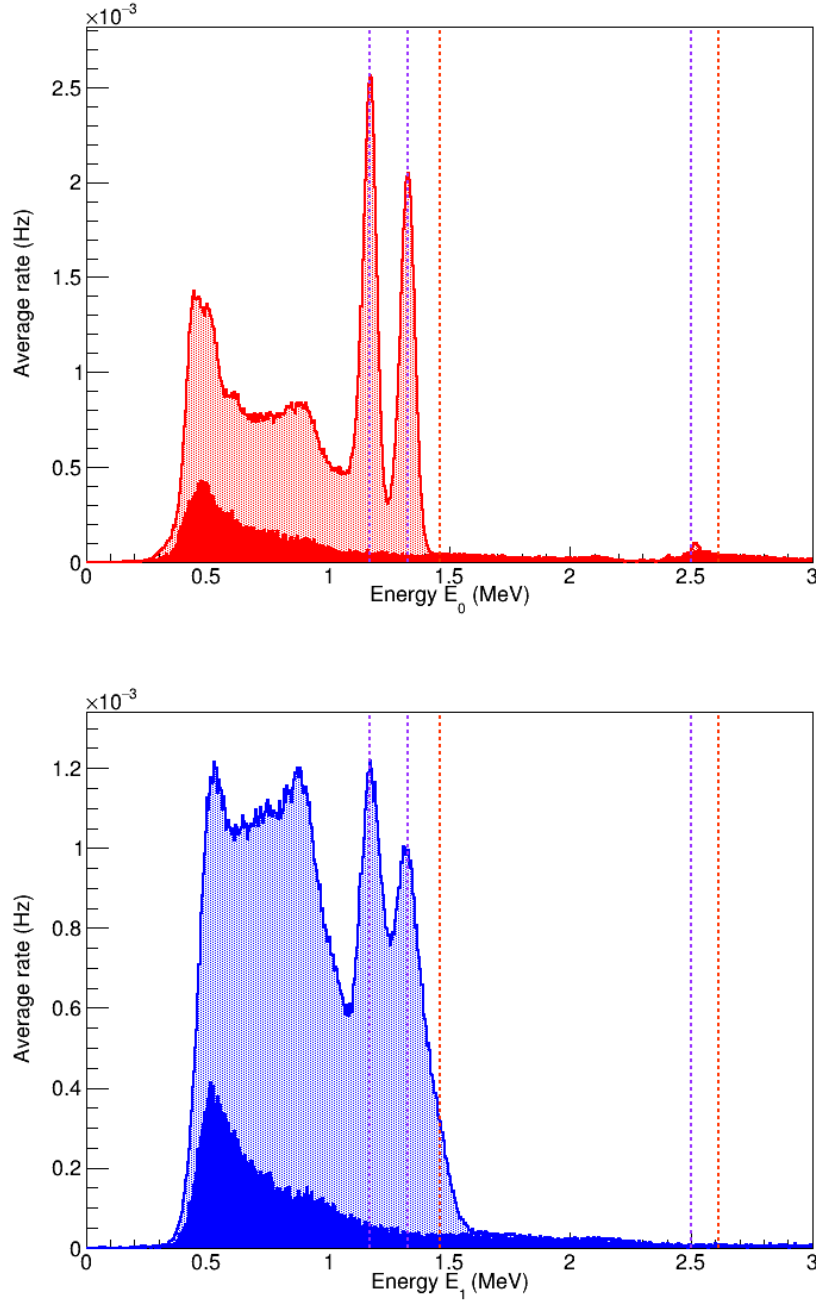 ×10⁻³
Average rate (Hz)
2.5
2
1.5
1
0.5
0
0 0.5 1 1.5 2 2.5 3
Energy E₀ (MeV)
×10⁻³
Average rate (Hz)
1.2
1
0.8
0.6
0.4
0.2
0
0 0.5 1 1.5 2 2.5 3
Energy E₁ (MeV)